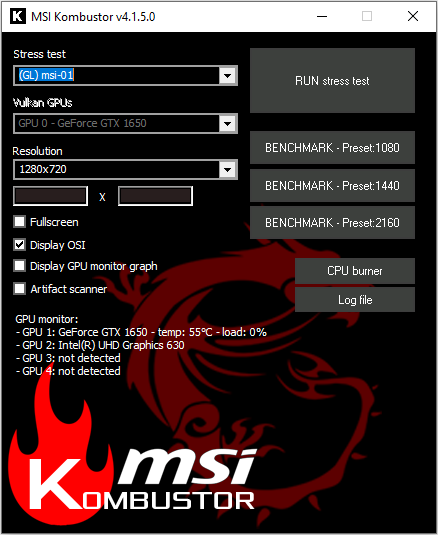 MSI Kombustor v4.1.5.0
Stress test
(GL) msi-01
RUN stress test
Vulkan GPUs
GPU 0 - GeForce GTX 1650
Resolution
1280x720
BENCHMARK - Preset:1080
X
BENCHMARK - Preset:1440
Fullscreen
BENCHMARK - Preset:2160
Display OSI
Display GPU monitor graph
CPU burner
Artifact scanner
Log file
GPU monitor:
- GPU 1: GeForce GTX 1650 - temp: 55°C - load: 0%
- GPU 2: Intel(R) UHD Graphics 630
- GPU 3: not detected
- GPU 4: not detected
msi
KOMBUSTOR